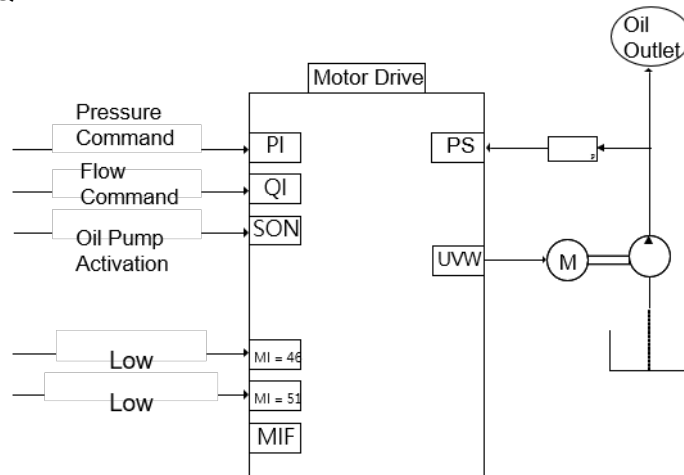 Oil
Outlet
Motor Drive
Pressure
Command
PI
PS
Flow
Command
QI
SON
Oil Pump
Activation
UVW
M
Low
MI = 46
Low
MI = 51
MIF